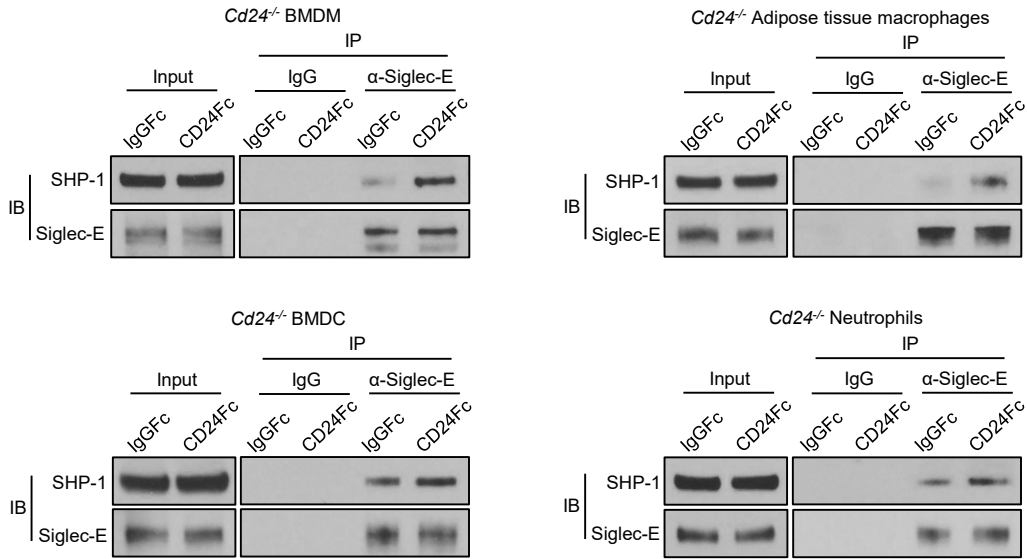 Cd24-/- BMDM
IP
Input IgG α-Siglec-E
IgGFc CD24Fc IgGFc CD24Fc IgGFc CD24Fc
IB
SHP-1
Siglec-E
Cd24-/- Adipose tissue macrophages
IP
Input IgG α-Siglec-E
IgGFc CD24Fc IgGFc CD24Fc IgGFc CD24Fc
IB
SHP-1
Siglec-E
Cd24-/- BMDC
IP
Input IgG α-Siglec-E
IgGFc CD24Fc IgGFc CD24Fc IgGFc CD24Fc
IB
SHP-1
Siglec-E
Cd24-/- Neutrophils
IP
Input IgG α-Siglec-E
IgGFc CD24Fc IgGFc CD24Fc IgGFc CD24Fc
IB
SHP-1
Siglec-E